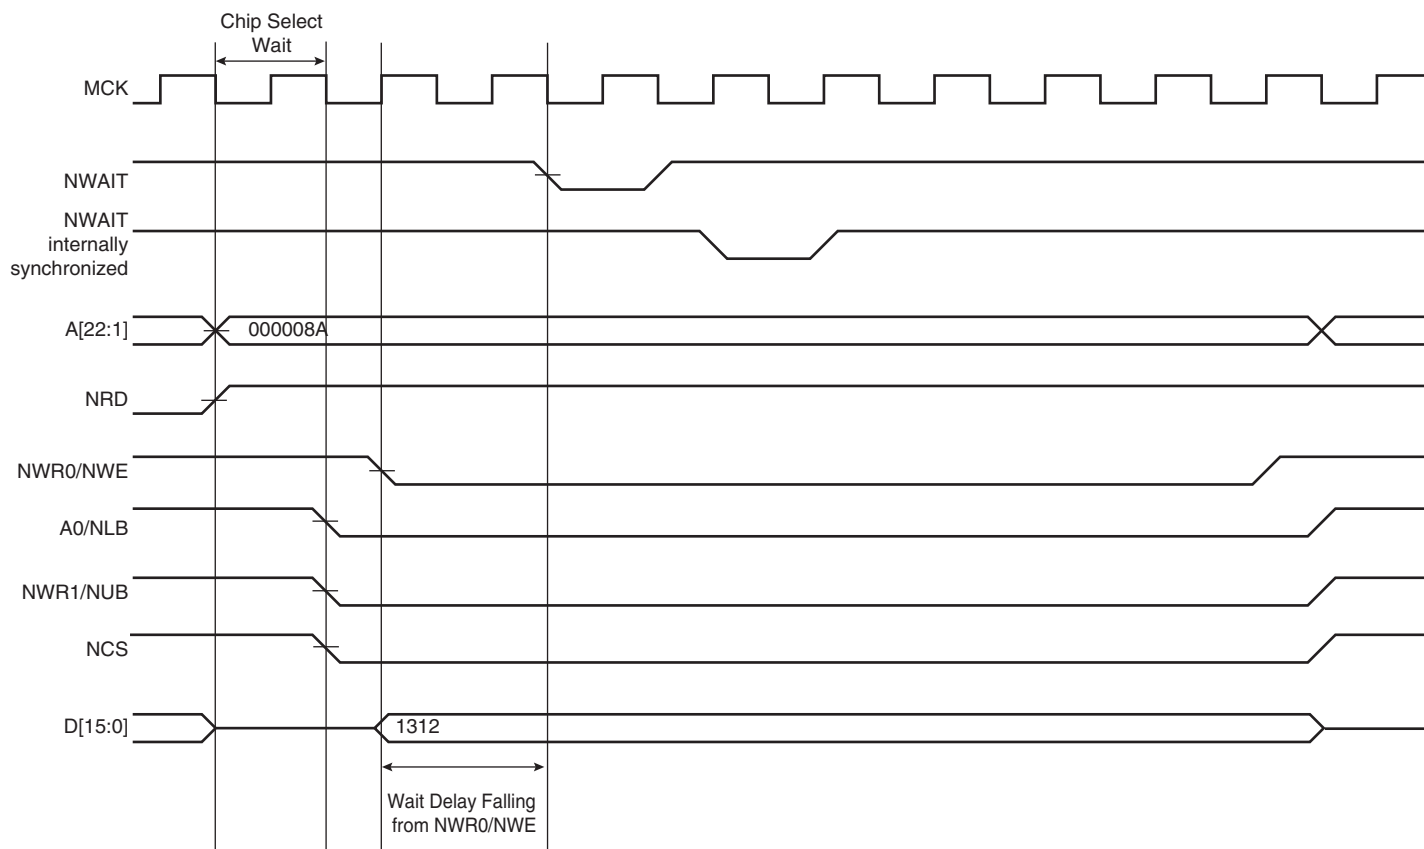 Chip Select
Wait
MCK
NWAIT
NWAIT
internally
synchronized
A[22:1]
000008A
NRD
NWR0/NWE
A0/NLB
NWR1/NUB
NCS
D[15:0]
1312
Wait Delay Falling
from NWR0/NWE